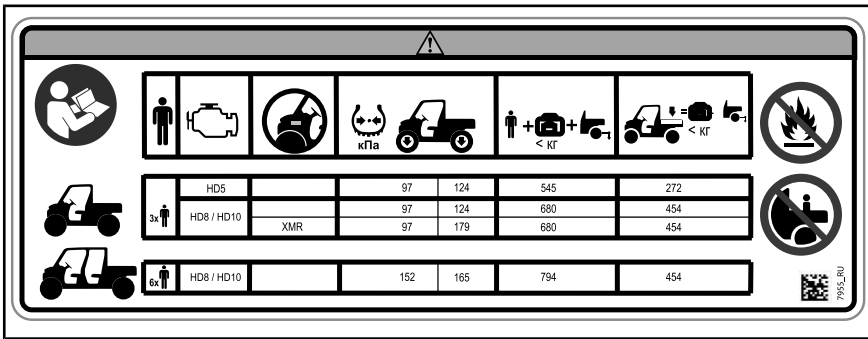 кПа
+ +
< КГ
=
< КГ
HD5 97 124 545 272
3x HD8 / HD10 97 124 680 454
XMR 97 179 680 454
6x HD8 / HD10 152 165 794 454
7955_RU